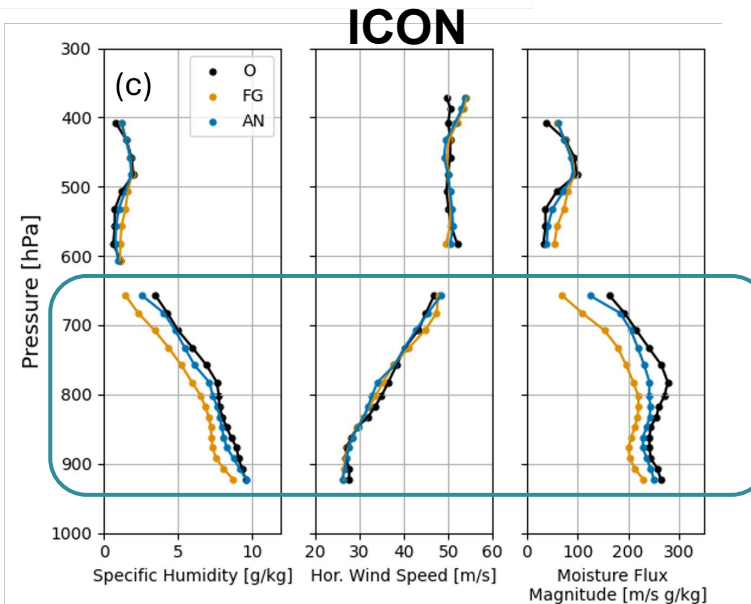 ICON
(c)
O
FG
AN
Pressure [hPa]
300
400
500
600
700
800
900
1000
0 5 10
20 30 40 50 60
0 100 200 300
Specific Humidity [g/kg]
Hor. Wind Speed [m/s]
Moisture Flux
Magnitude [m/s g/kg]